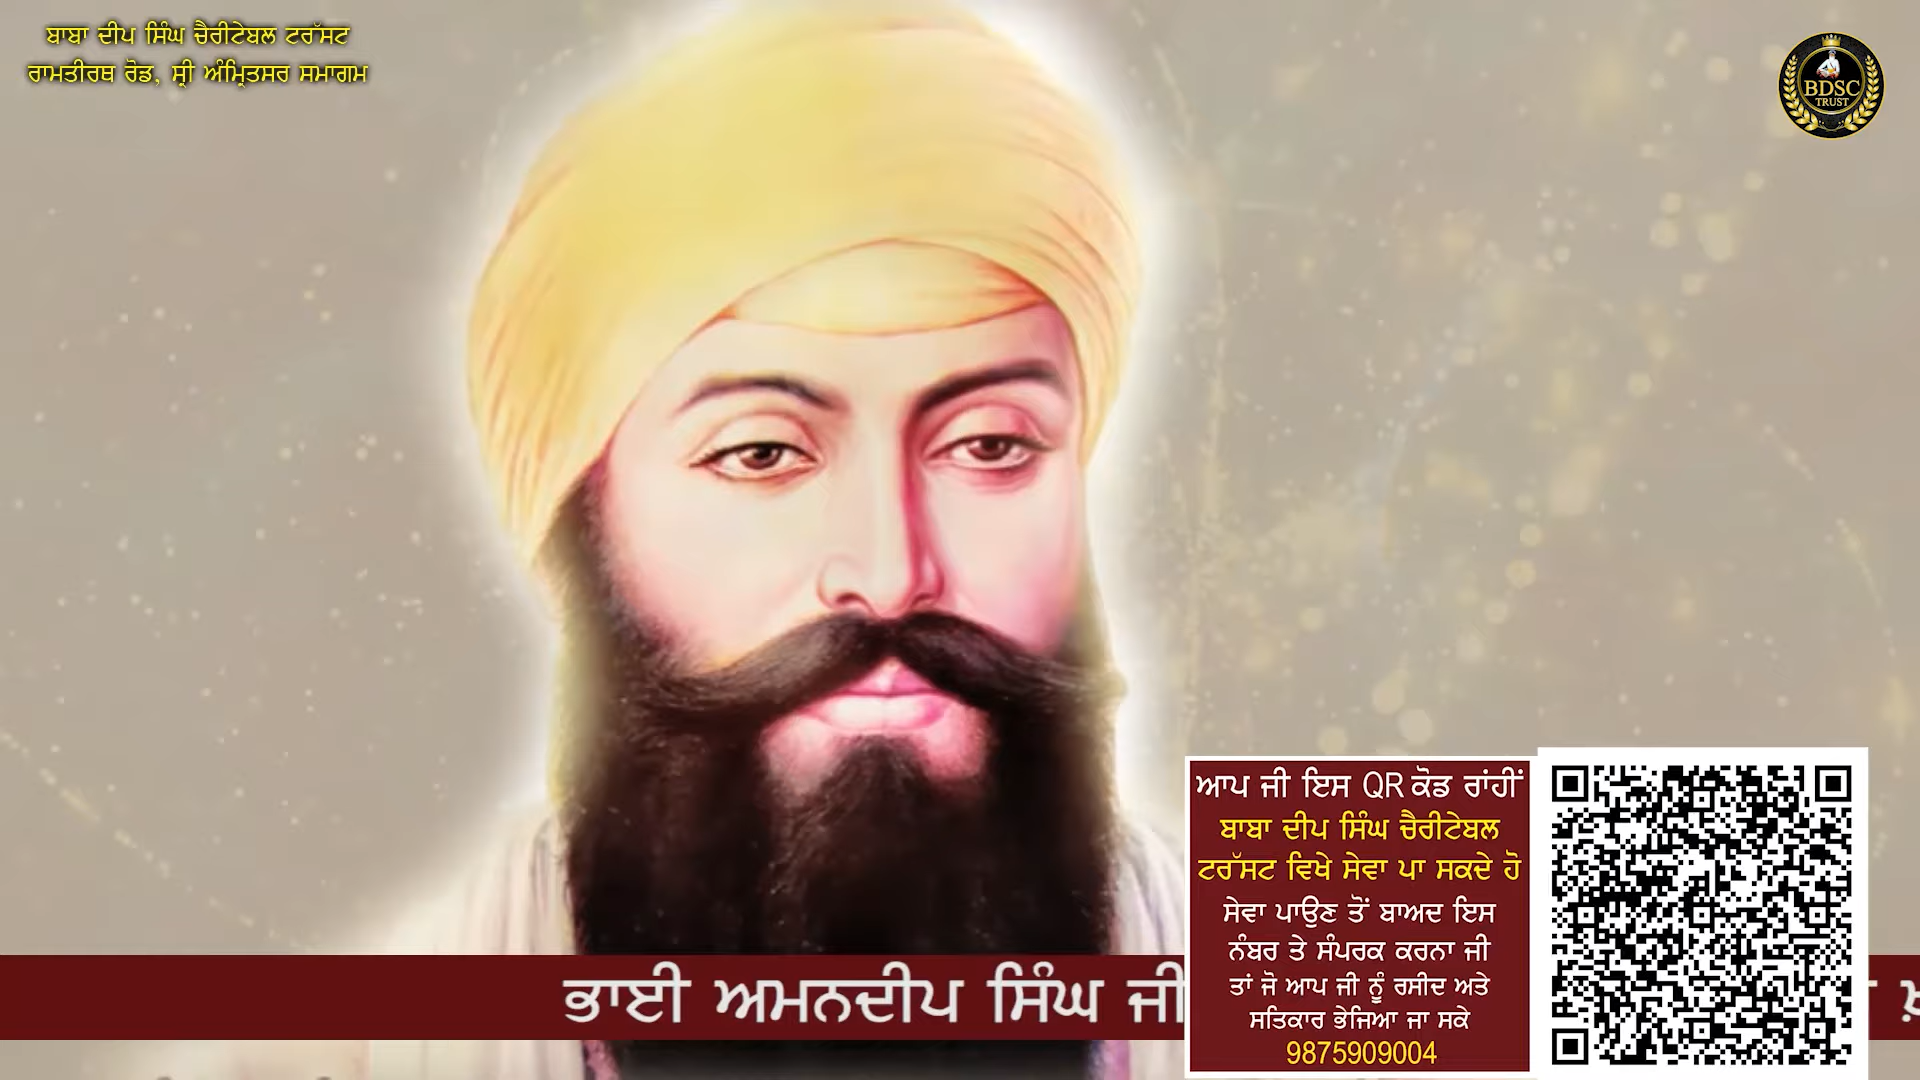 ਬਾਬਾ ਦੀਪ ਸਿੰਘ ਚੈਰੀਟੇਬਲ ਟਰੱਸਟ
ਰਾਮਤੀਰਥ ਰੋਡ, ਸ੍ਰੀ ਅੰਮ੍ਰਿਤਸਰ ਸਮਾਗਮ
BDSC
TRUST
ਆਪ ਜੀ ਇਸ QR ਕੋਡ ਰਾਂਹੀਂ
ਬਾਬਾ ਦੀਪ ਸਿੰਘ ਚੈਰੀਟੇਬਲ
ਟਰੱਸਟ ਵਿਖੇ ਸੇਵਾ ਪਾ ਸਕਦੇ ਹੋ
ਸੇਵਾ ਪਾਉਣ ਤੋਂ ਬਾਅਦ ਇਸ
ਨੰਬਰ ਤੇ ਸੰਪਰਕ ਕਰਨਾ ਜੀ
ਤਾਂ ਜੋ ਆਪ ਜੀ ਨੂੰ ਰਸੀਦ ਅਤੇ
ਸਤਿਕਾਰ ਭੇਜਿਆ ਜਾ ਸਕੇ
9875909004
ਭਾਈ ਅਮਨਦੀਪ ਸਿੰਘ ਜੀ